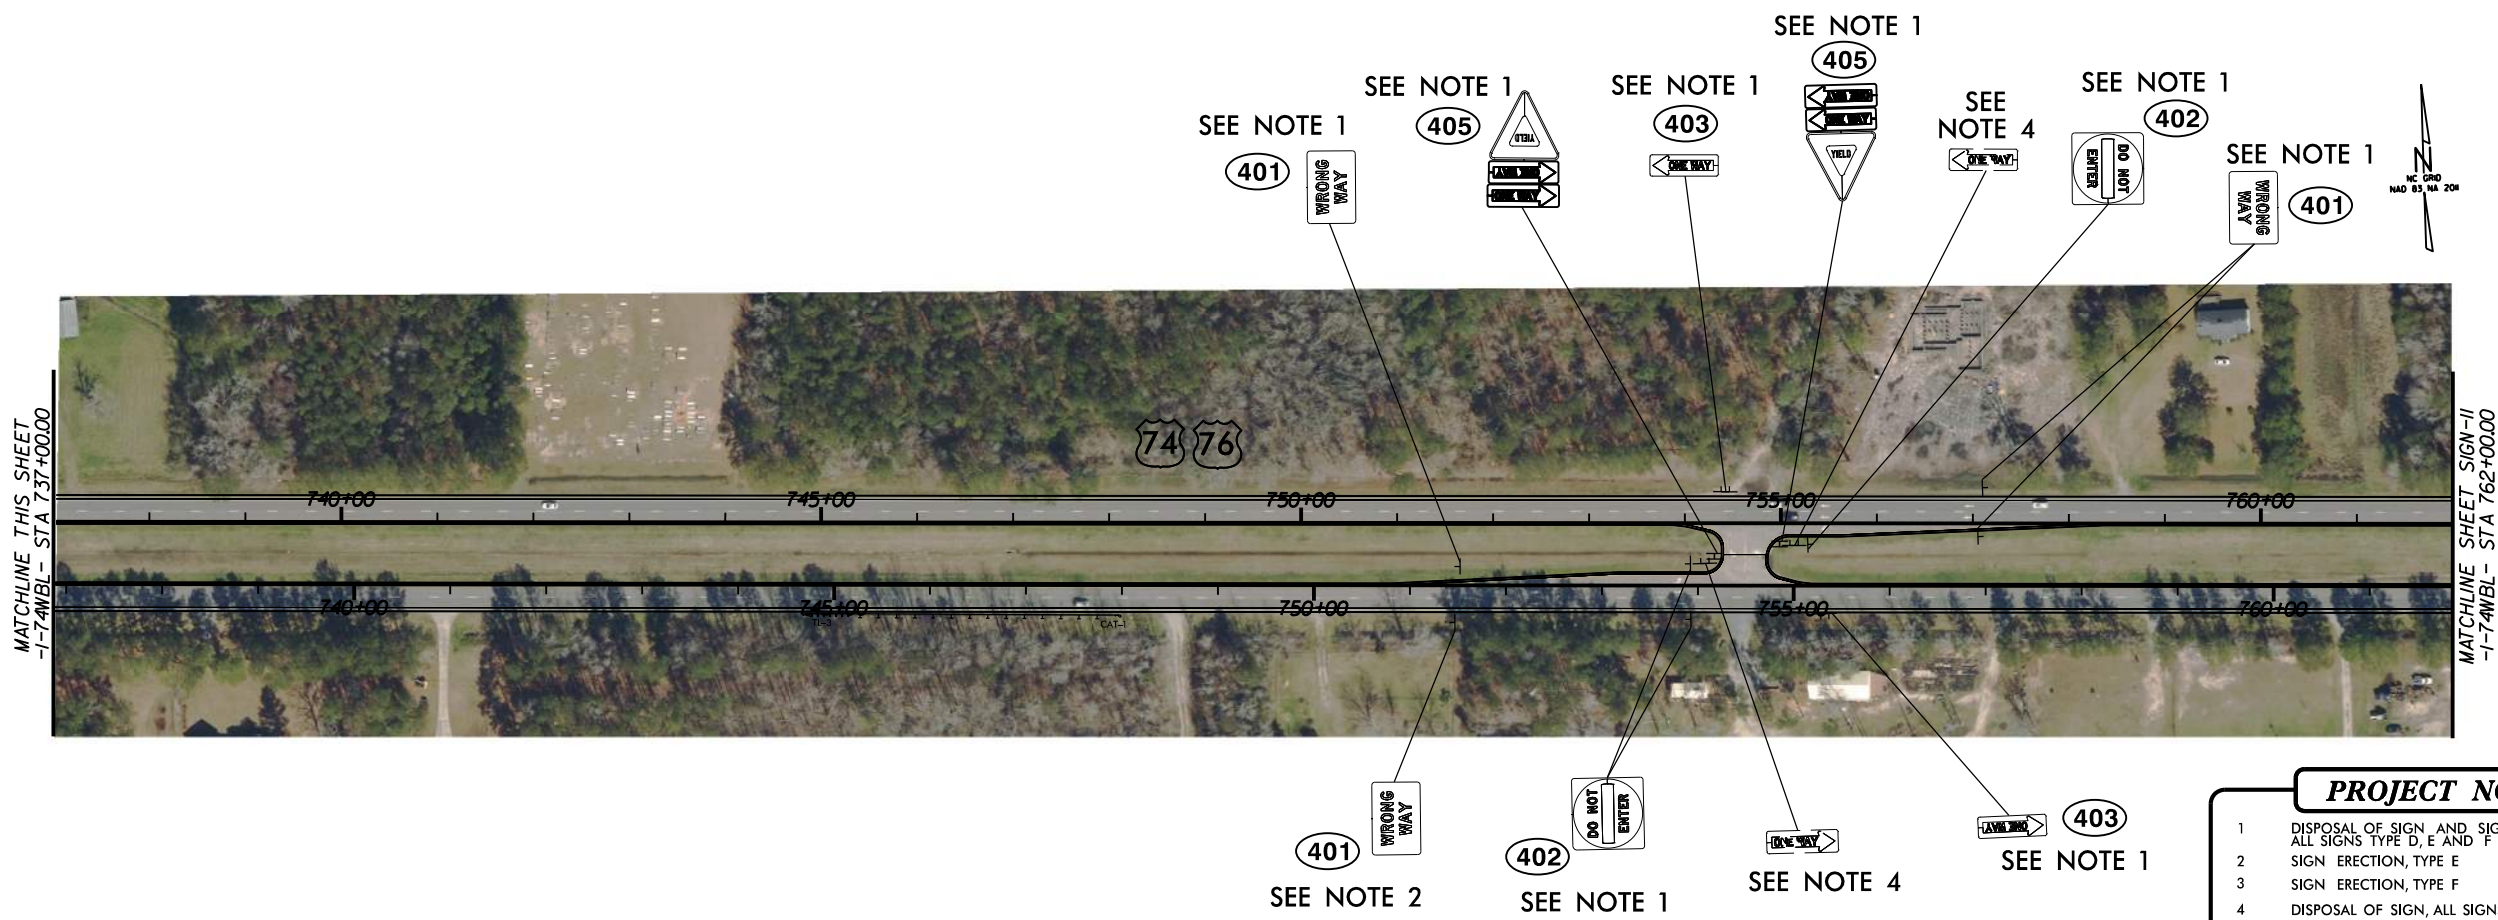 SEE NOTE 1
405
SEE NOTE 1
405
YIELD
ONE WAY
ONE WAY
SEE NOTE 1
403
ONE WAY
ONE WAY
ONE WAY
YIELD
SEE
NOTE 4
ONE WAY
SEE NOTE 1
402
DO NOT
ENTER
SEE NOTE 1
401
WRONG
WAY
SEE NOTE 1
401
WRONG
WAY
N
NC GRID
NAD 83 NA 2011
MATCHLINE THIS SHEET
-I-74WBL- STA 737+00.00
74 76
740+00 745+00 750+00 755+00 760+00
740+00 745+00 750+00 755+00 760+00
TL-3 CAT-1
MATCHLINE SHEET SIGN-11
-I-74WBL- STA 762+00.00
WRONG
WAY
401
SEE NOTE 2
DO NOT
ENTER
402
SEE NOTE 1
ONE WAY
SEE NOTE 4
ONE WAY
403
SEE NOTE 1
PROJECT
1 DISPOSAL OF SIGN AND
ALL SIGNS TYPE D, E AND F
2 SIGN ERECTION, TYPE E
3 SIGN ERECTION, TYPE F
4 DISPOSAL OF SIGN, ALL SIGN